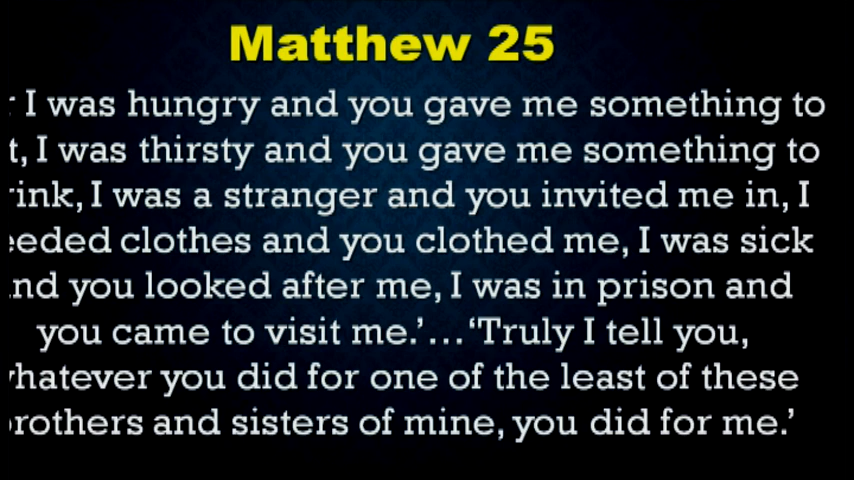 Matthew 25
I was hungry and you gave me something to
t, I was thirsty and you gave me something to
rink, I was a stranger and you invited me in, I
eeded clothes and you clothed me, I was sick
nd you looked after me, I was in prison and
you came to visit me.’...‘Truly I tell you,
hatever you did for one of the least of these
rothers and sisters of mine, you did for me.’